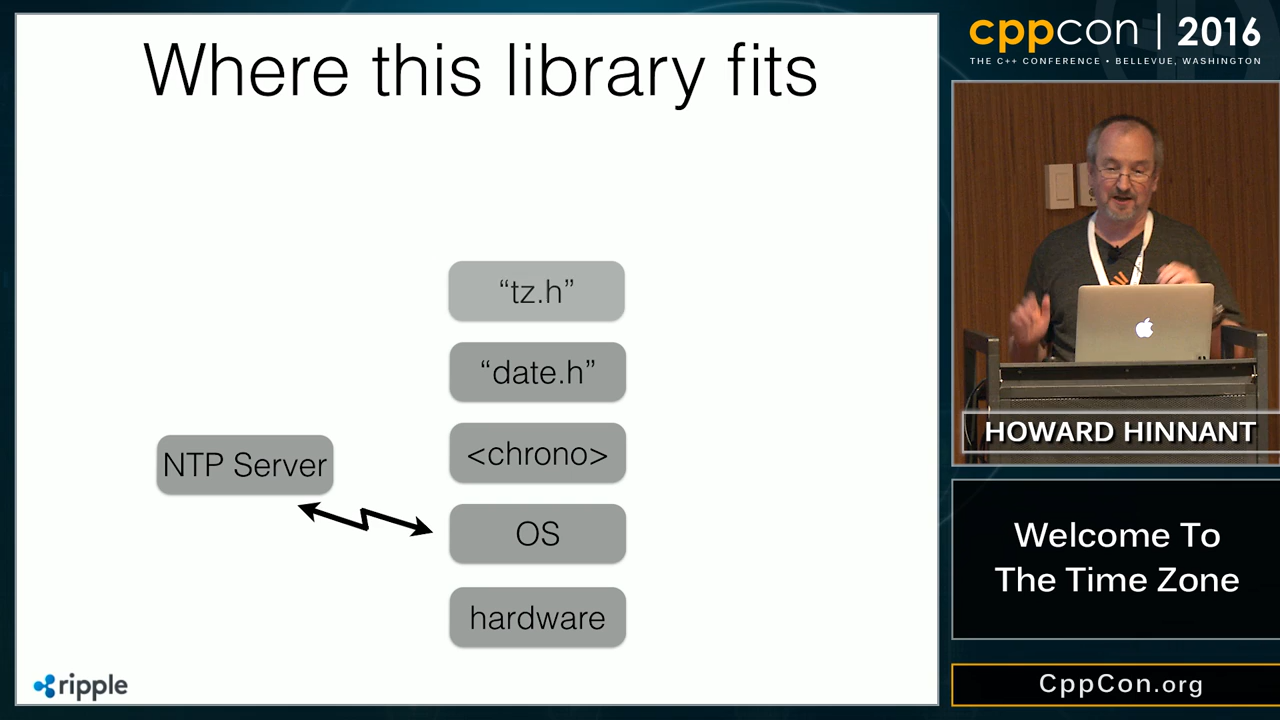 Where this library fits
“tz.h”
“date.h”
<chrono>
NTP Server
OS
hardware
ripple
cppcon | 2016
THE C++ CONFERENCE • BELLEVUE, WASHINGTON
HOWARD HINNANT
Welcome To
The Time Zone
CppCon.org